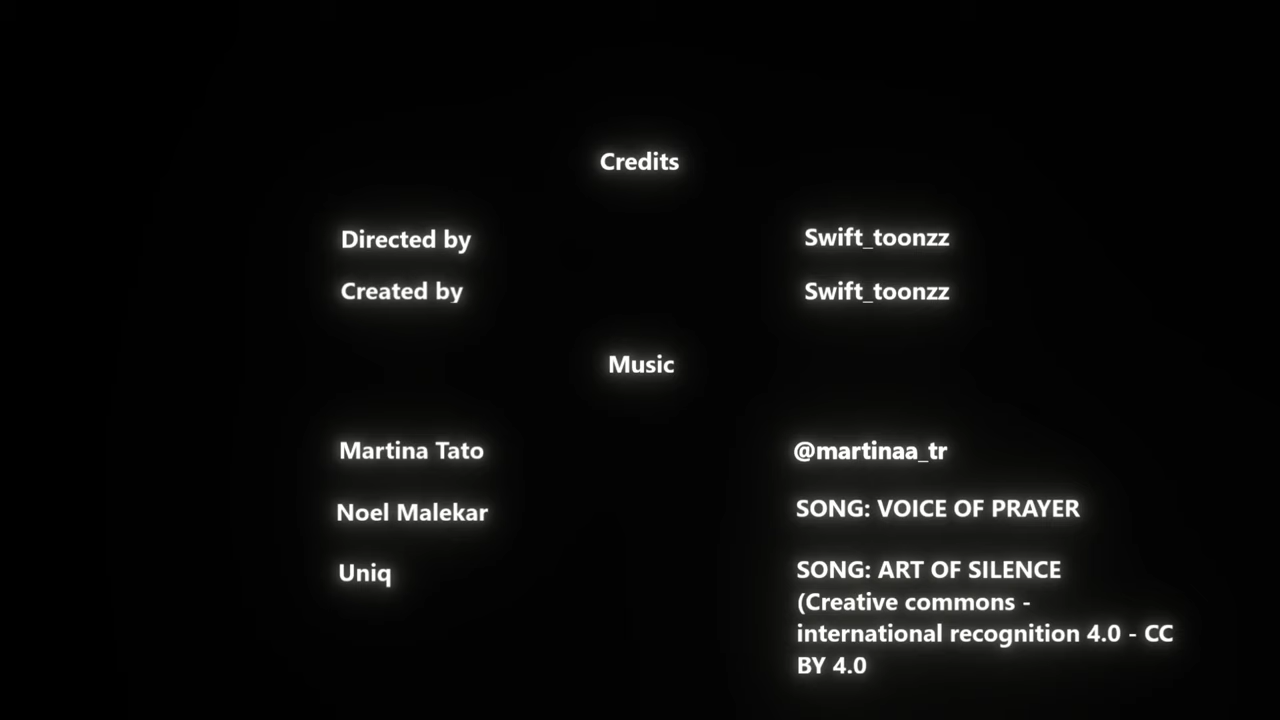 Credits
Directed by Swift_toonzz
Created by Swift_toonzz
Music
Martina Tato @martinaa_tr
Noel Malekar SONG: VOICE OF PRAYER
Uniq SONG: ART OF SILENCE
(Creative commons -
international recognition 4.0 - CC
BY 4.0